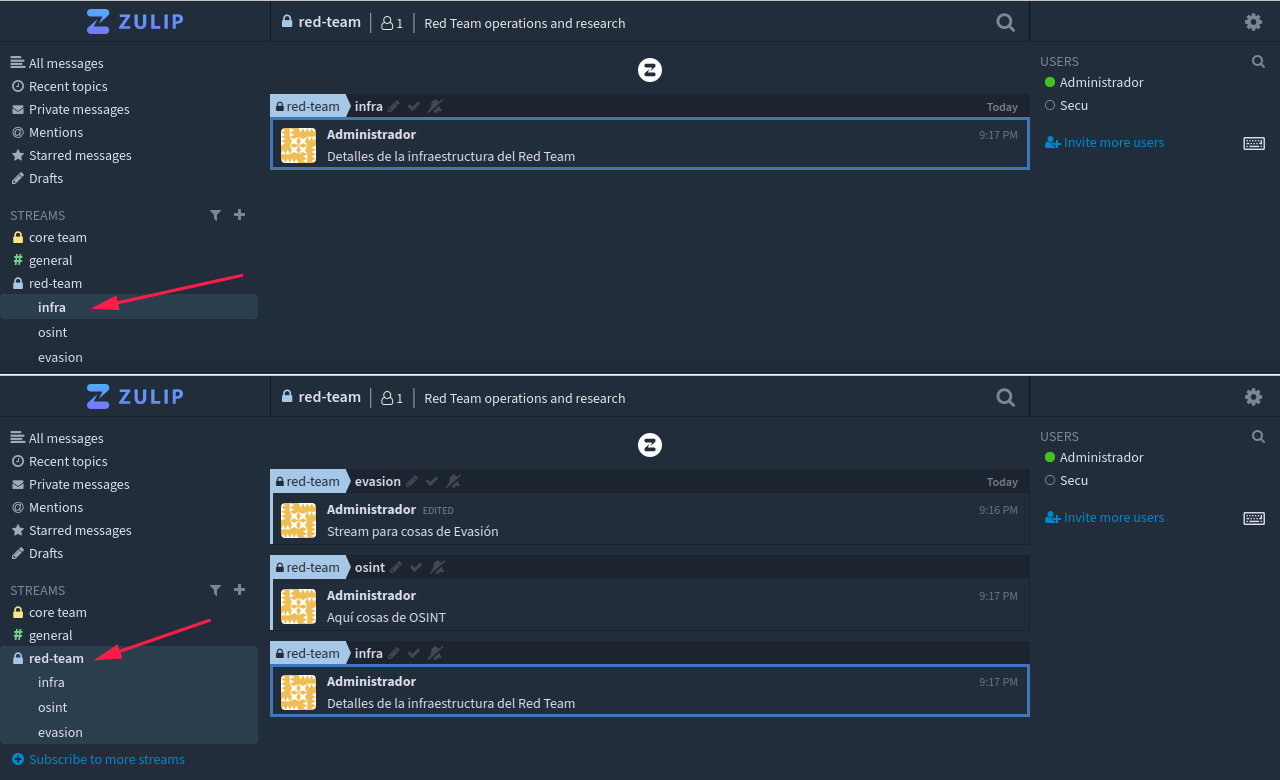 ZULIP
red-team 1 Red Team operations and research
All messages
Recent topics
Private messages
@ Mentions
Starred messages
Drafts
STREAMS
core team
# general
red-team
infra
osint
evasion
red-team infra Today
Administrador 9:17 PM
Detalles de la infraestructura del Red Team
USERS
Administrador
Secu
Invite more users
ZULIP
red-team 1 Red Team operations and research
All messages
Recent topics
Private messages
@ Mentions
Starred messages
Drafts
STREAMS
core team
# general
red-team
infra
osint
evasion
Subscribe to more streams
red-team evasion Today
Administrador EDITED 9:16 PM
Stream para cosas de Evasión
red-team osint
Administrador 9:17 PM
Aquí cosas de OSINT
red-team infra
Administrador 9:17 PM
Detalles de la infraestructura del Red Team
USERS
Administrador
Secu
Invite more users